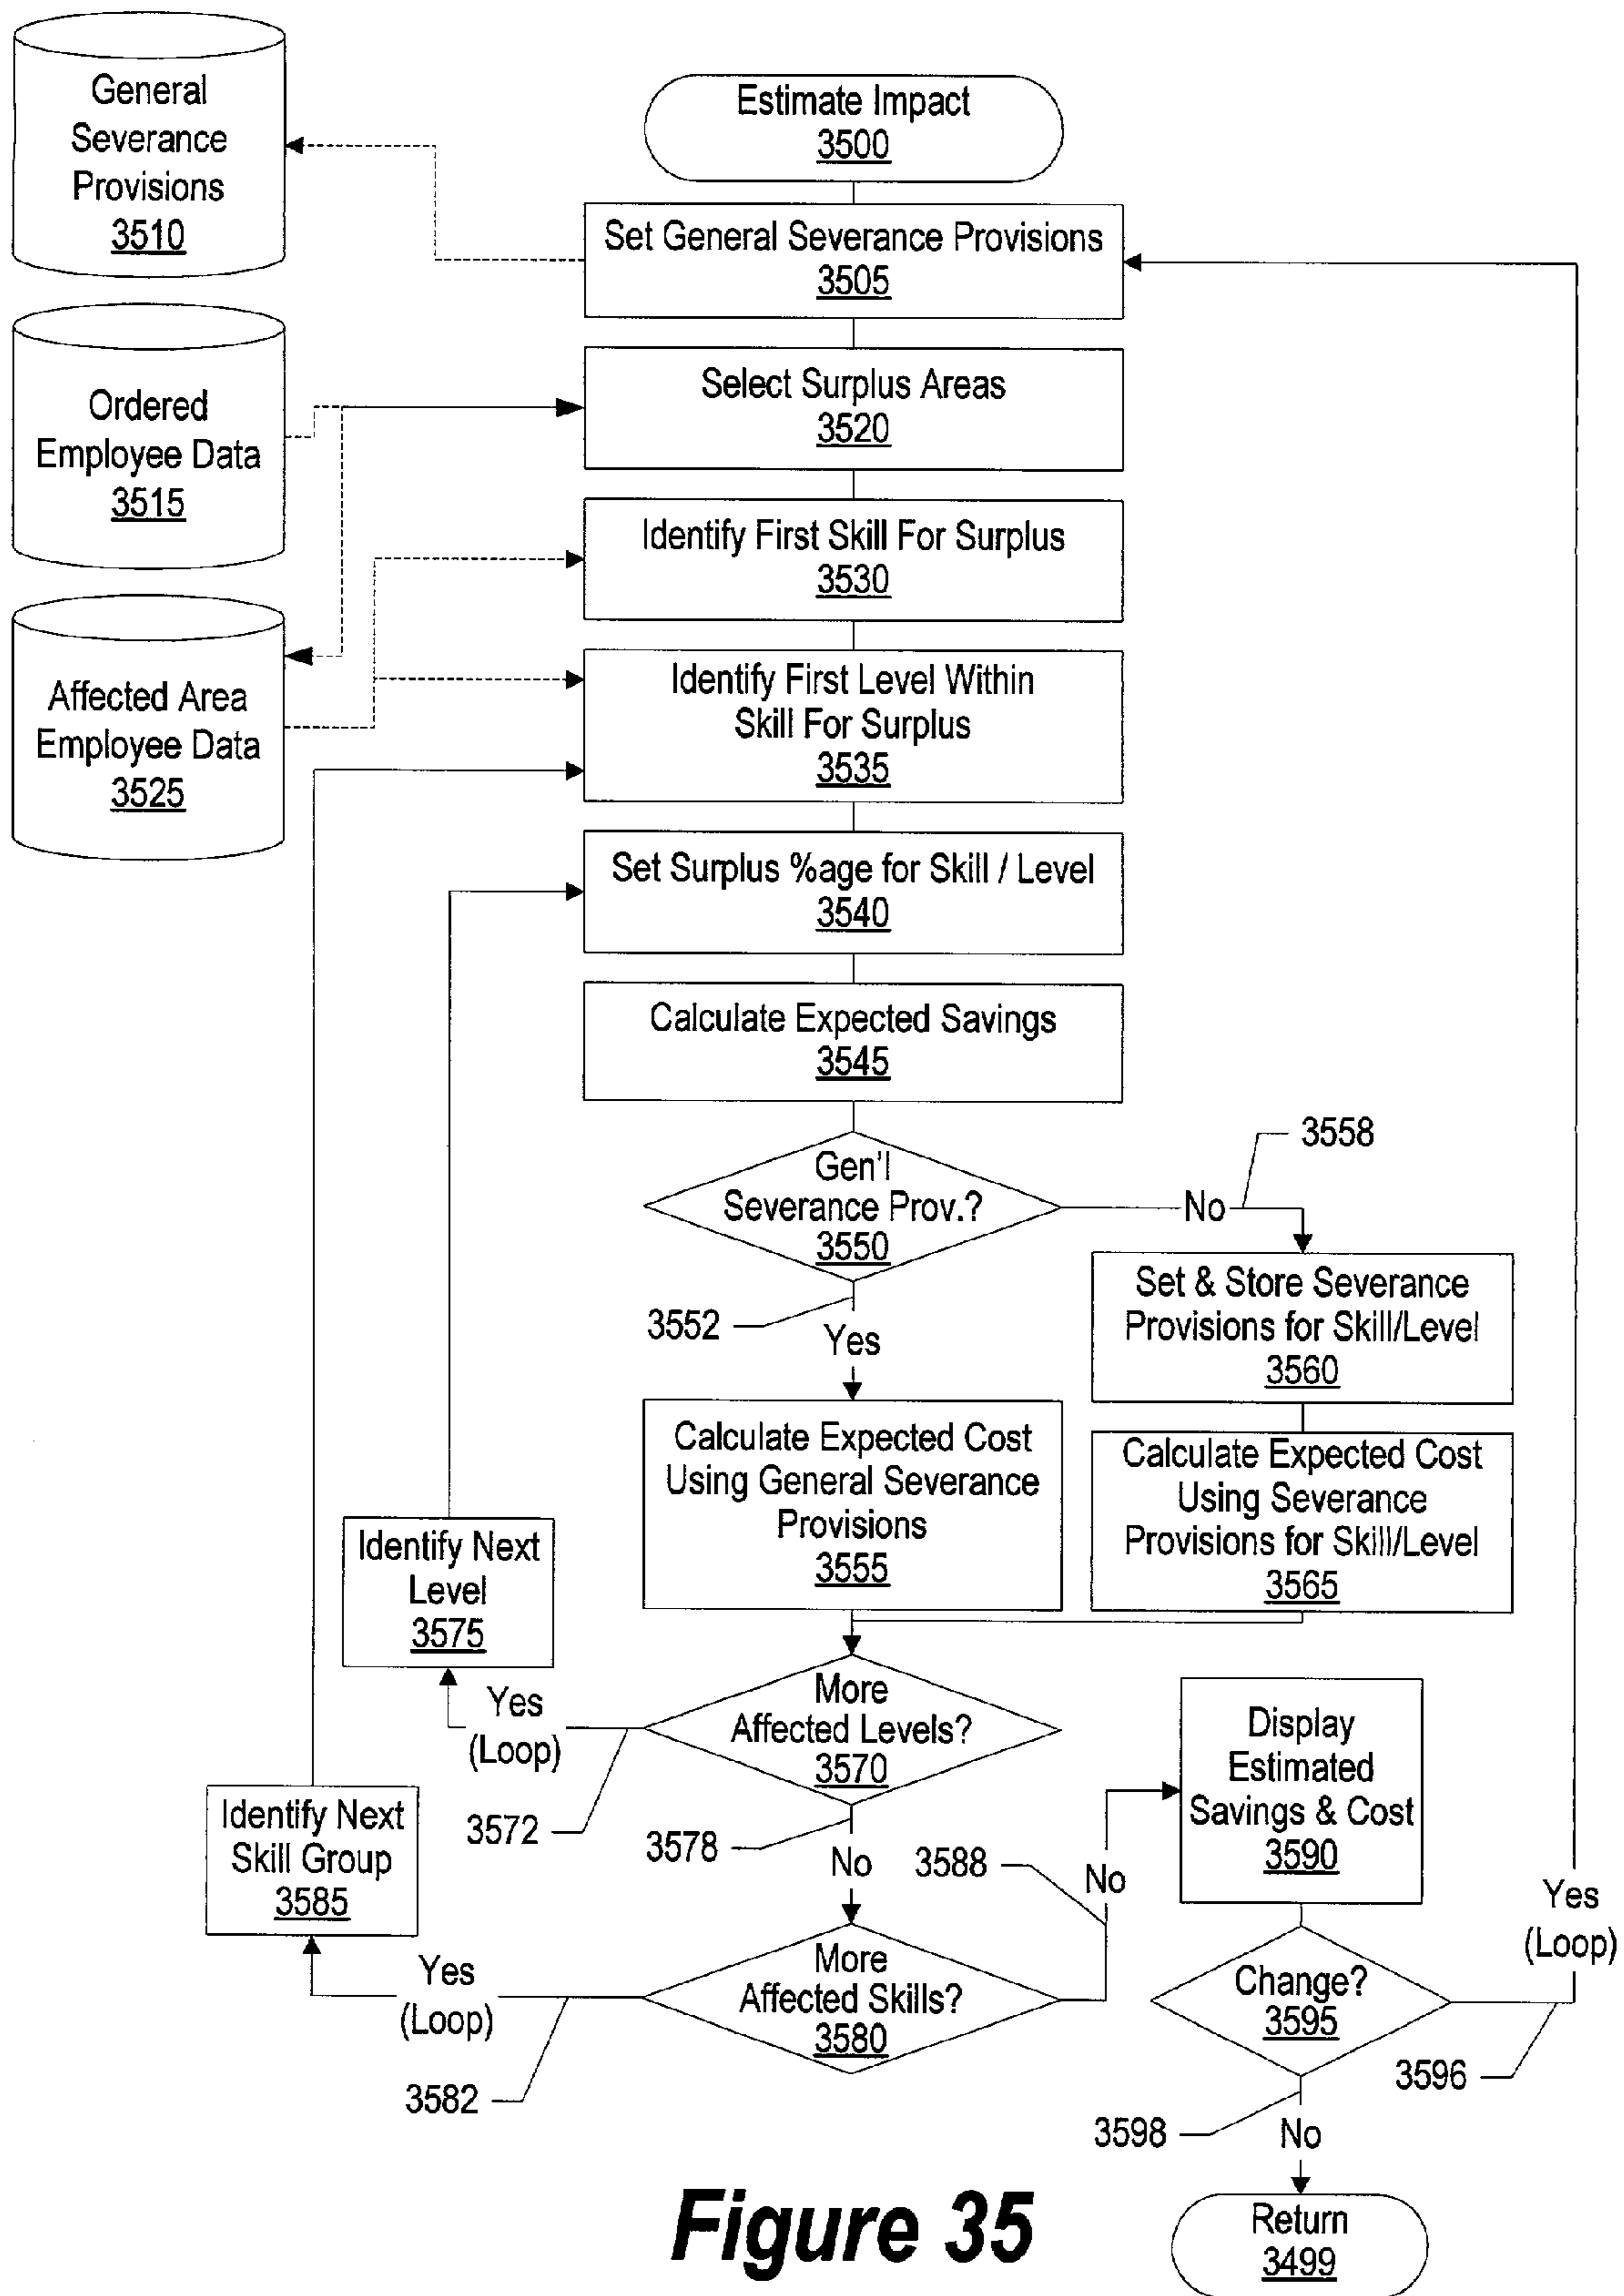 General
Severance
Provisions
3510
Estimate Impact
3500
Set General Severance Provisions
3505
Ordered
Employee Data
3515
Select Surplus Areas
3520
Identify First Skill For Surplus
3530
Affected Area
Employee Data
3525
Identify First Level Within
Skill For Surplus
3535
Set Surplus %age for Skill / Level
3540
Calculate Expected Savings
3545
Gen'l
Severance Prov.?
3550
3558
No
3552
Yes
Set & Store Severance
Provisions for Skill/Level
3560
Calculate Expected Cost
Using General Severance
Provisions
3555
Calculate Expected Cost
Using Severance
Provisions for Skill/Level
3565
Identify Next
Level
3575
Yes
(Loop)
3572
More
Affected Levels?
3570
3578
No
Identify Next
Skill Group
3585
Yes
(Loop)
3582
More
Affected Skills?
3580
3588
No
Display
Estimated
Savings & Cost
3590
Change?
3595
Yes
(Loop)
3596
3598
No
Return
3499
Figure 35